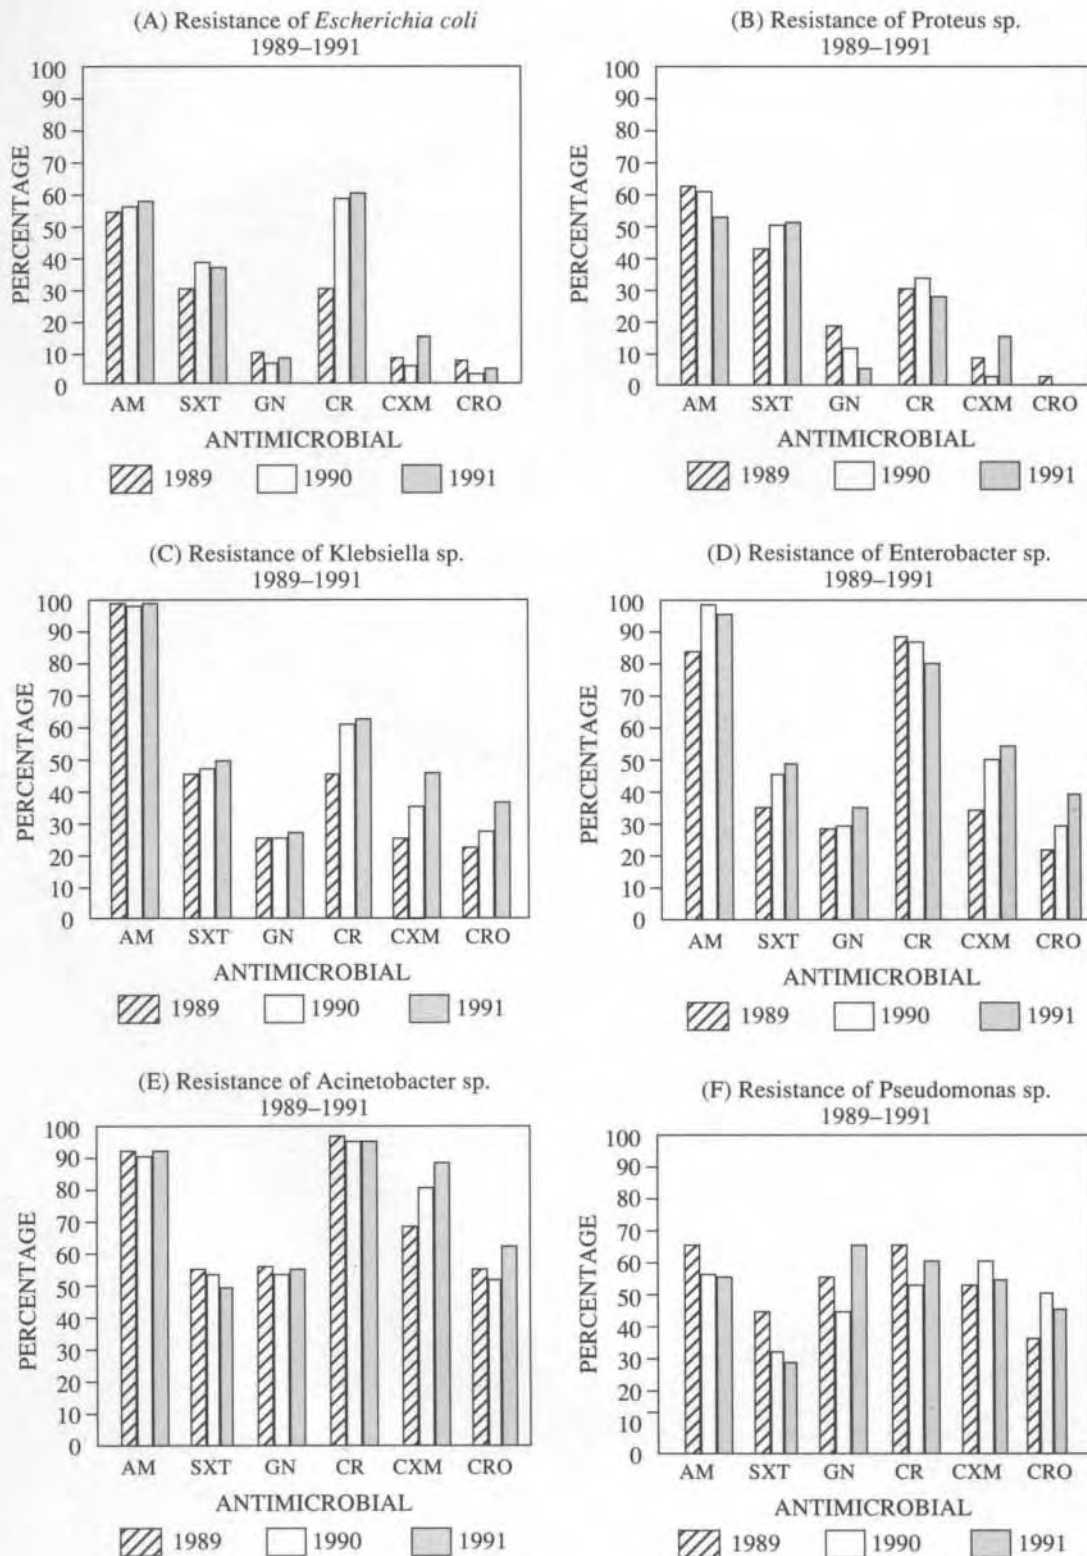 (A) Resistance of Escherichia coli
1989–1991
100
90
80
70
60
50
40
30
20
10
0
PERCENTAGE
AM SXT GN CR CXM CRO
ANTIMICROBIAL
1989 1990 1991
(B) Resistance of Proteus sp.
1989–1991
100
90
80
70
60
50
40
30
20
10
0
PERCENTAGE
AM SXT GN CR CXM CRO
ANTIMICROBIAL
1989 1990 1991
(C) Resistance of Klebsiella sp.
1989–1991
100
90
80
70
60
50
40
30
20
10
0
PERCENTAGE
AM SXT GN CR CXM CRO
ANTIMICROBIAL
1989 1990 1991
(D) Resistance of Enterobacter sp.
1989–1991
100
90
80
70
60
50
40
30
20
10
0
PERCENTAGE
AM SXT GN CR CXM CRO
ANTIMICROBIAL
1989 1990 1991
(E) Resistance of Acinetobacter sp.
1989–1991
100
90
80
70
60
50
40
30
20
10
0
PERCENTAGE
AM SXT GN CR CXM CRO
ANTIMICROBIAL
1989 1990 1991
(F) Resistance of Pseudomonas sp.
1989–1991
100
90
80
70
60
50
40
30
20
10
0
PERCENTAGE
AM SXT GN CR CXM CRO
ANTIMICROBIAL
1989 1990 1991